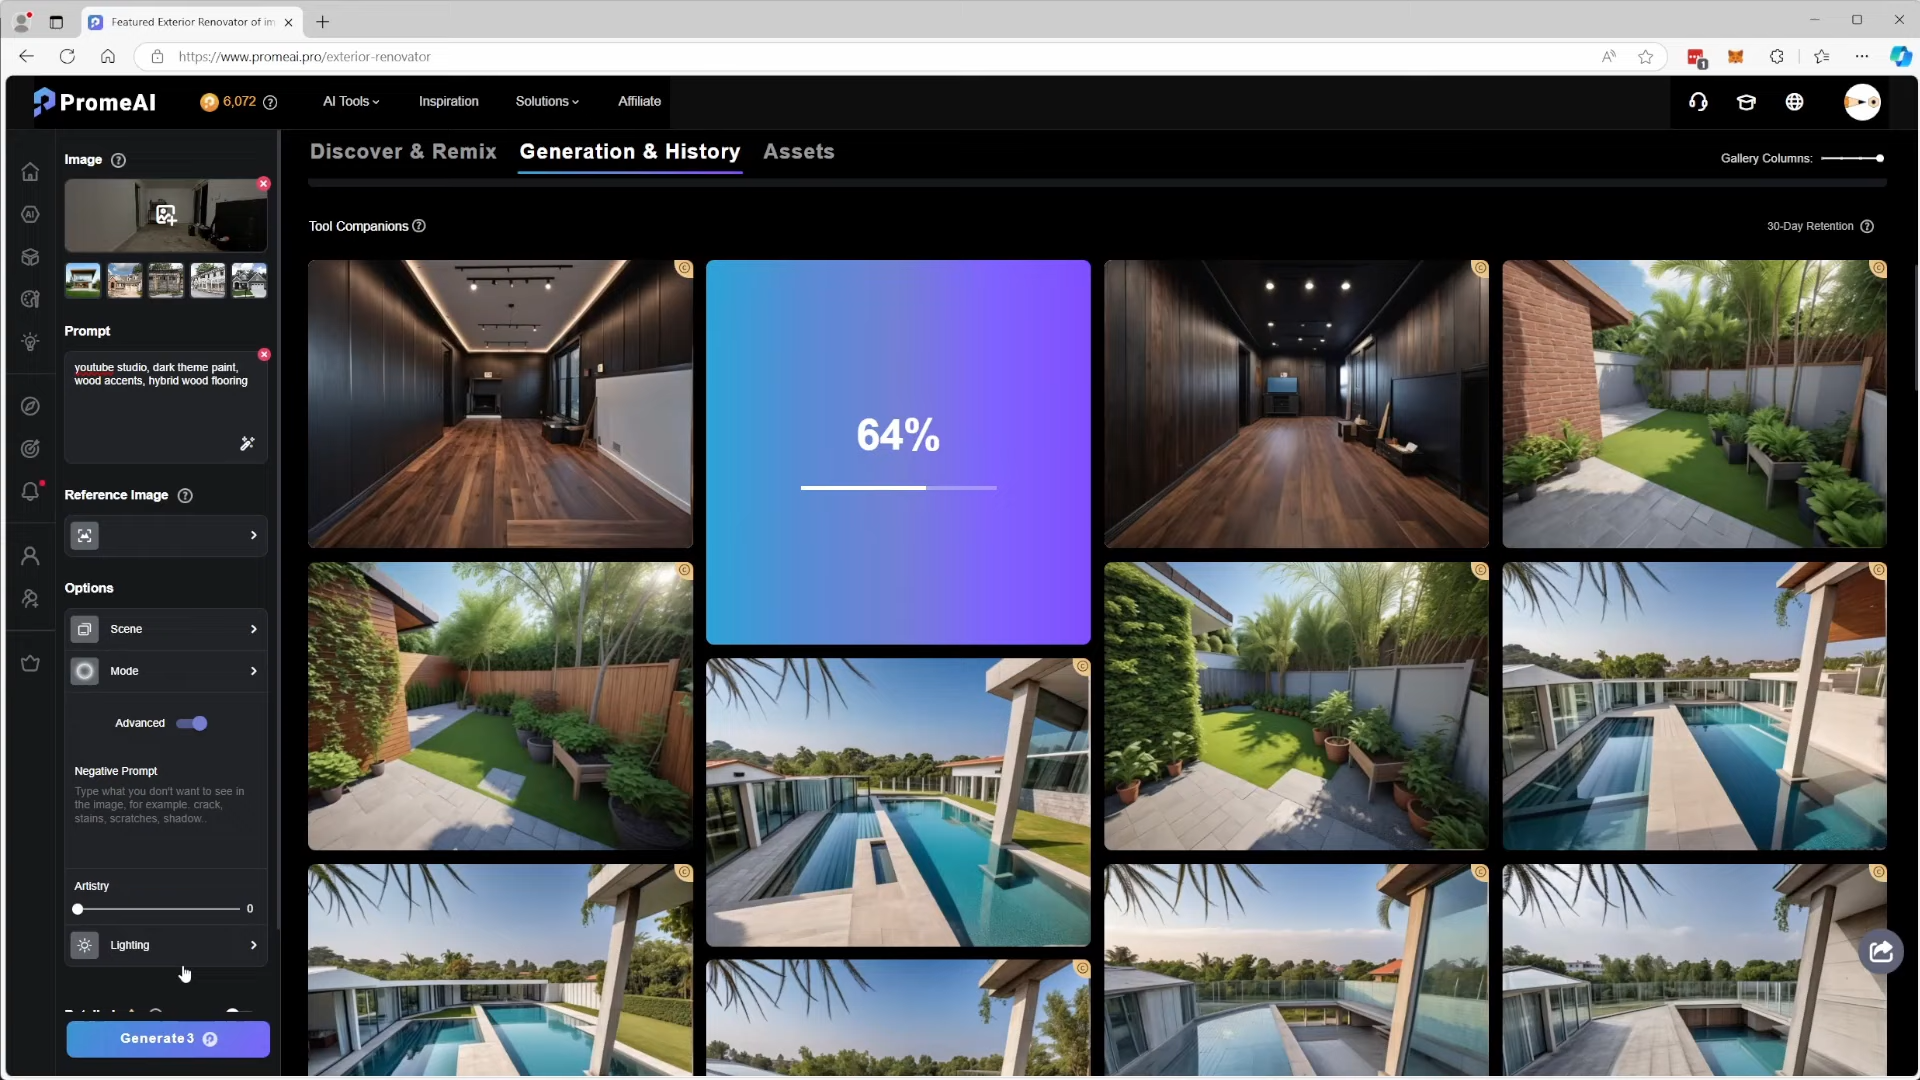 Featured Exterior Renovator of im
https://www.promeai.pro/exterior-renovator
1
PromeAI
6,072
AI Tools
Inspiration
Solutions
Affiliate
Image
Discover & Remix
Generation & History
Assets
Gallery Columns:
Tool Companions
30-Day Retention
Prompt
youtube studio, dark theme paint,
wood accents, hybrid wood flooring
64%
Reference Image
Options
Scene
Mode
Advanced
Negative Prompt
Type what you don't want to see in
the image, for example. crack,
stains, scratches, shadow..
Artistry
0
Lighting
Generate3